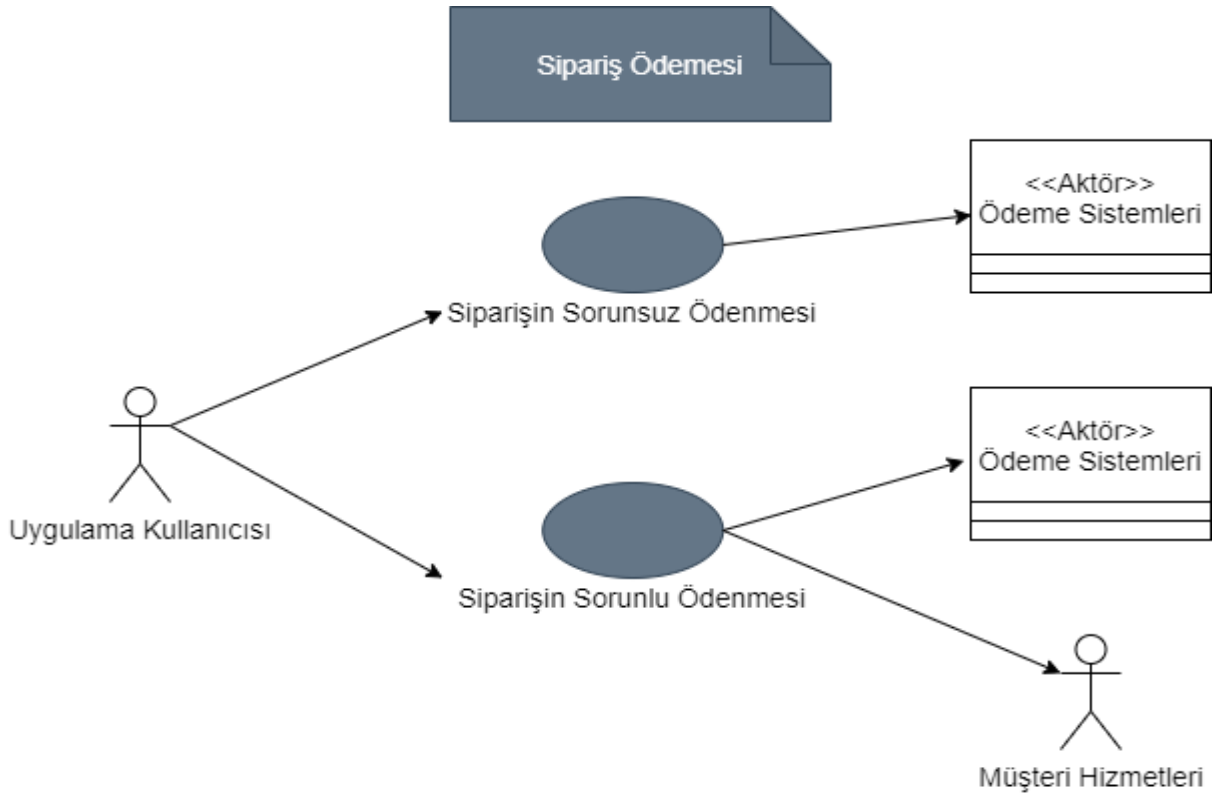 Sipariş Ödemesi
<<Aktör>>
Ödeme Sistemleri
Siparişin Sorunsuz Ödenmesi
<<Aktör>>
Ödeme Sistemleri
Uygulama Kullanıcısı
Siparişin Sorunlu Ödenmesi
Müşteri Hizmetleri